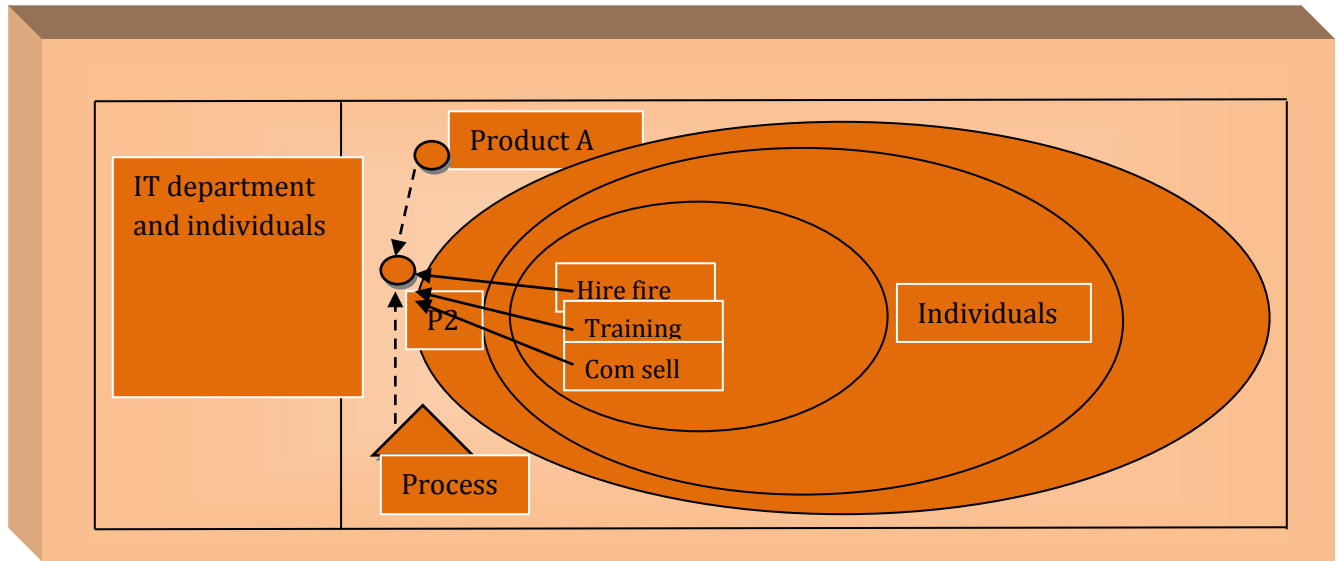 Product A
IT department
and individuals
Hire fire
P2
Training
Individuals
Com sell
Process